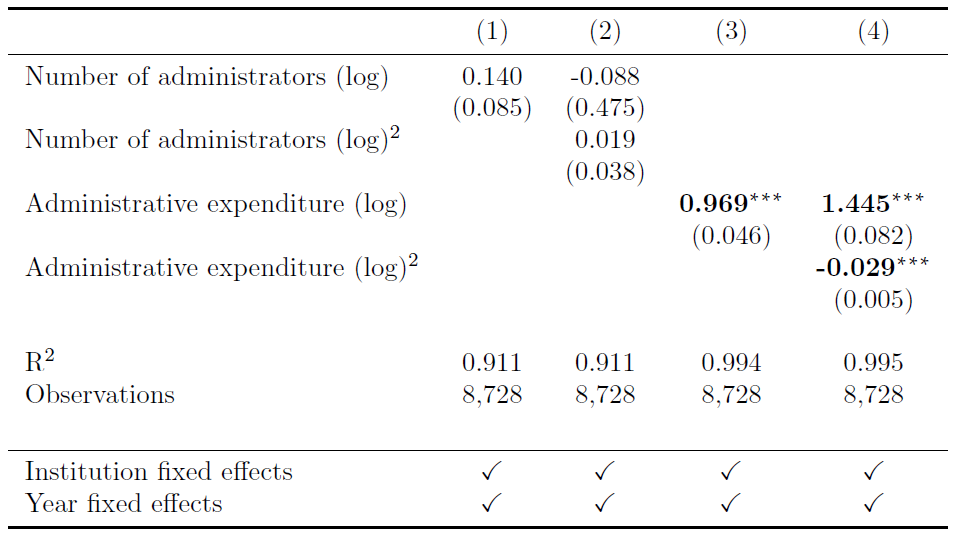 (1) (2) (3) (4)
Number of administrators (log) 0.140 -0.088
(0.085) (0.475)
Number of administrators (log)² 0.019
(0.038)
Administrative expenditure (log) 0.969*** 1.445***
(0.046) (0.082)
Administrative expenditure (log)² -0.029***
(0.005)
R² 0.911 0.911 0.994 0.995
Observations 8,728 8,728 8,728 8,728
Institution fixed effects ✓ ✓ ✓ ✓
Year fixed effects ✓ ✓ ✓ ✓